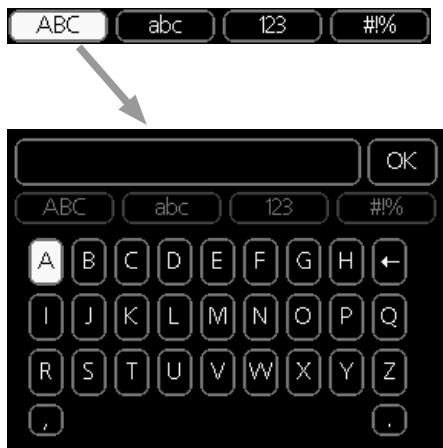 ABC abc 123 #!%
OK
ABC abc 123 #!%
A B C D E F G H ←
I J K L M N O P Q
R S T U V W X Y Z
, .